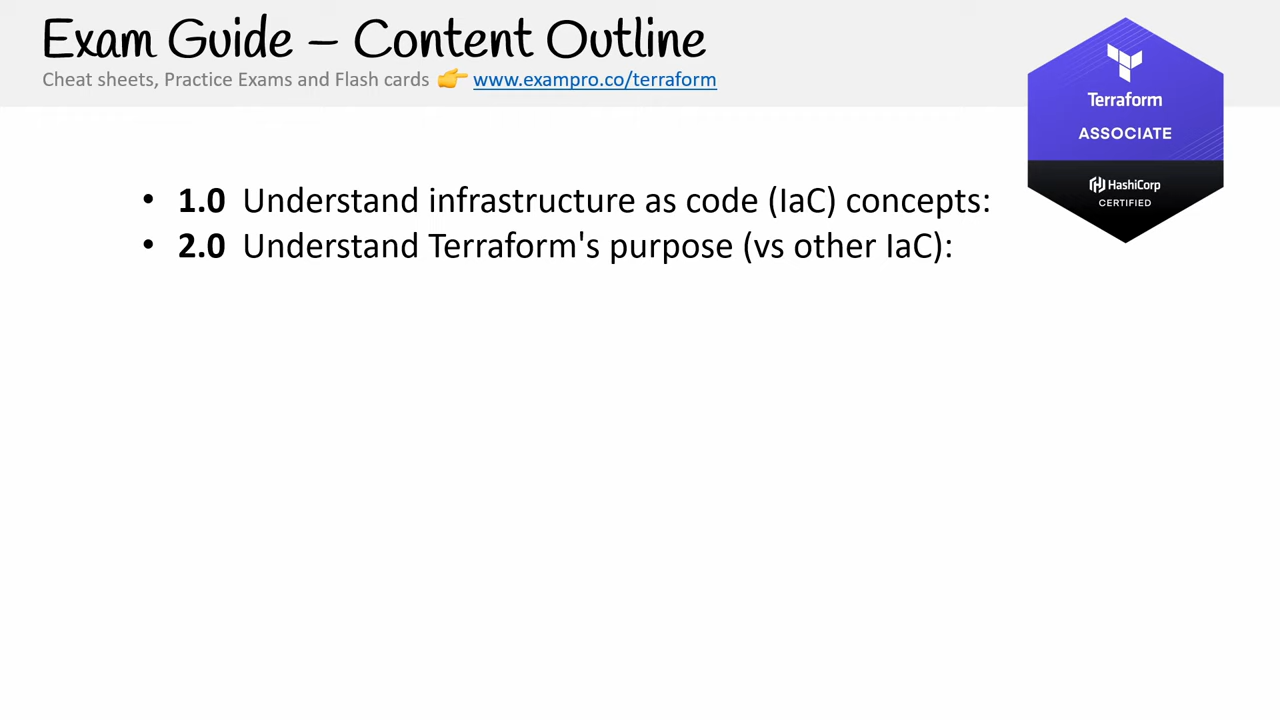 Exam Guide – Content Outline
Cheat sheets, Practice Exams and Flash cards 👉 www.exampro.co/terraform
Terraform
ASSOCIATE
HashiCorp
CERTIFIED
• 1.0 Understand infrastructure as code (IaC) concepts:
• 2.0 Understand Terraform's purpose (vs other IaC):